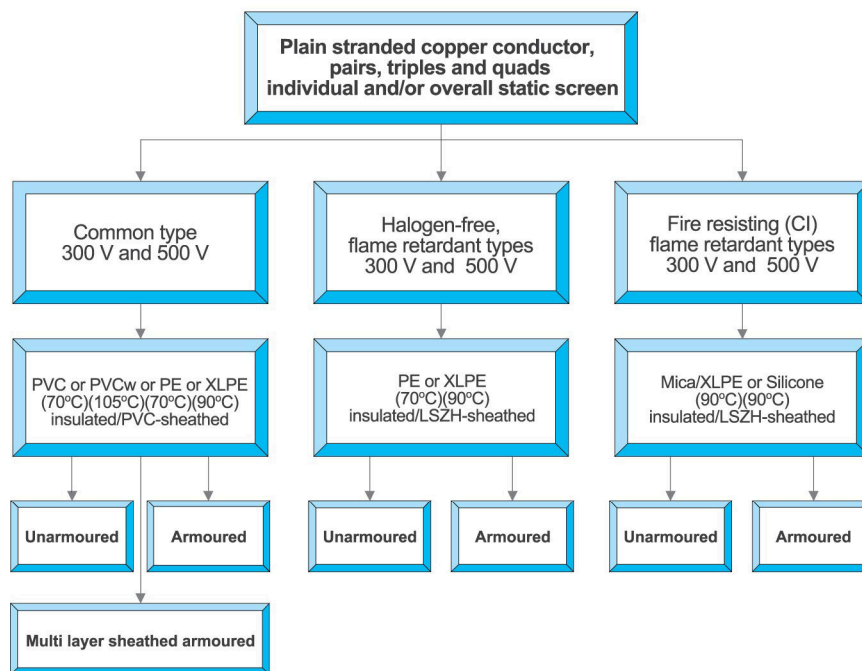 Plain stranded copper conductor,
pairs, triples and quads
individual and/or overall static screen
Common type
300 V and 500 V
Halogen-free,
flame retardant types
300 V and  500 V
Fire resisting (CI)
flame retardant types
300 V and  500 V
PVC or PVCw or PE or XLPE
(70ºC)(105ºC)(70ºC)(90ºC)
insulated/PVC-sheathed
PE or XLPE
(70ºC)(90ºC)
insulated/LSZH-sheathed
Mica/XLPE or Silicone
(90ºC)(90ºC)
insulated/LSZH-sheathed
Unarmoured
Armoured
Unarmoured
Armoured
Unarmoured
Armoured
Multi layer sheathed armoured